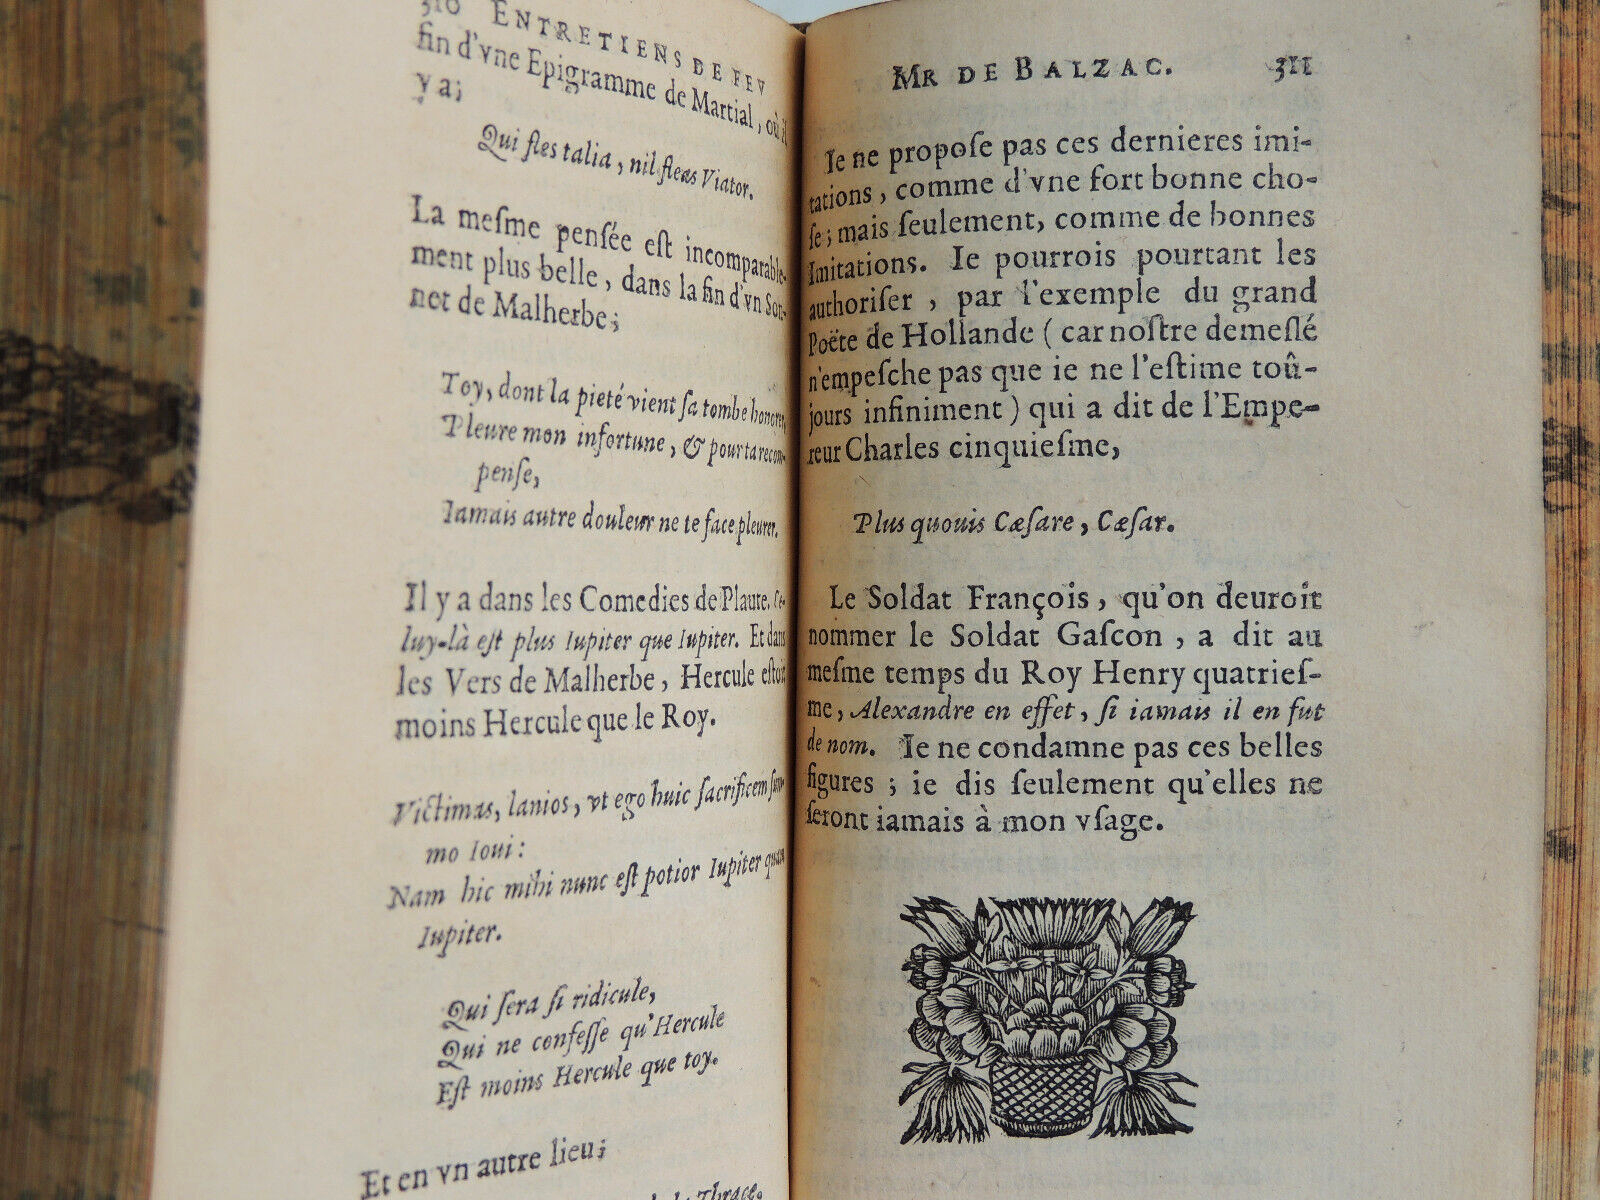 310 ENTRETIENS DE FEV
fin d'vne Epigramme de Martial, où il
y a;
Qui fles talia, nil fleas Viator.
La meſme penſée eſt incomparable-
ment plus belle, dans la fin d'vn Son-
net de Malherbe;
Toy, dont la pieté vient ſa tombe honorer,
Pleure mon infortune, & pour ta recom-
penſe,
Iamais autre douleur ne te face pleurer.
Il y a dans les Comedies de Plaute, Ce-
luy-là eſt plus Iupiter que Iupiter. Et dans
les Vers de Malherbe, Hercule eſtoit
moins Hercule que le Roy.
Victimas, lanios, vt ego huic ſacrificem ſum-
mo Ioui:
Nam hic mihi nunc eſt potior Iupiter quam
Iupiter.
Qui ſera ſi ridicule,
Qui ne confeſſe qu'Hercule
Eſt moins Hercule que toy.
Et en vn autre lieu;
Thrace.
MR DE BALZAC. 311
Ie ne propoſe pas ces dernieres imi-
tations, comme d'vne fort bonne cho-
ſe; mais ſeulement, comme de bonnes
Imitations. Ie pourrois pourtant les
authoriſer, par l'exemple du grand
Poëte de Hollande (car noſtre demeſlé
n'empeſche pas que ie ne l'eſtime toû-
jours infiniment) qui a dit de l'Empe-
reur Charles cinquieſme,
Plus quouis Cæſare, Cæſar.
Le Soldat François, qu'on deuroit
nommer le Soldat Gaſcon, a dit au
meſme temps du Roy Henry quatrieſ-
me, Alexandre en effet, ſi iamais il en fut
de nom. Ie ne condamne pas ces belles
figures; ie dis ſeulement qu'elles ne
ſeront iamais à mon vſage.